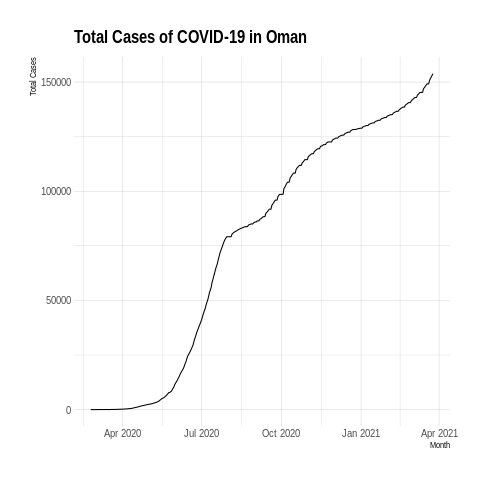 Total Cases of COVID-19 in Oman
Total Cases
150000
100000
50000
0
Apr 2020 Jul 2020 Oct 2020 Jan 2021 Apr 2021
Month